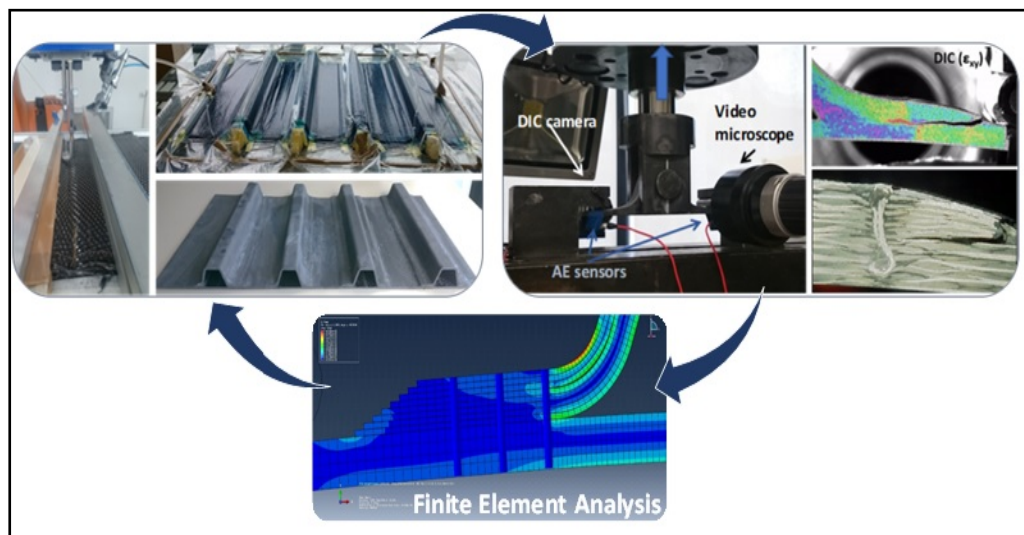 DIC (εxy)
DIC camera
Video
microscope
AE sensors
Finite Element Analysis